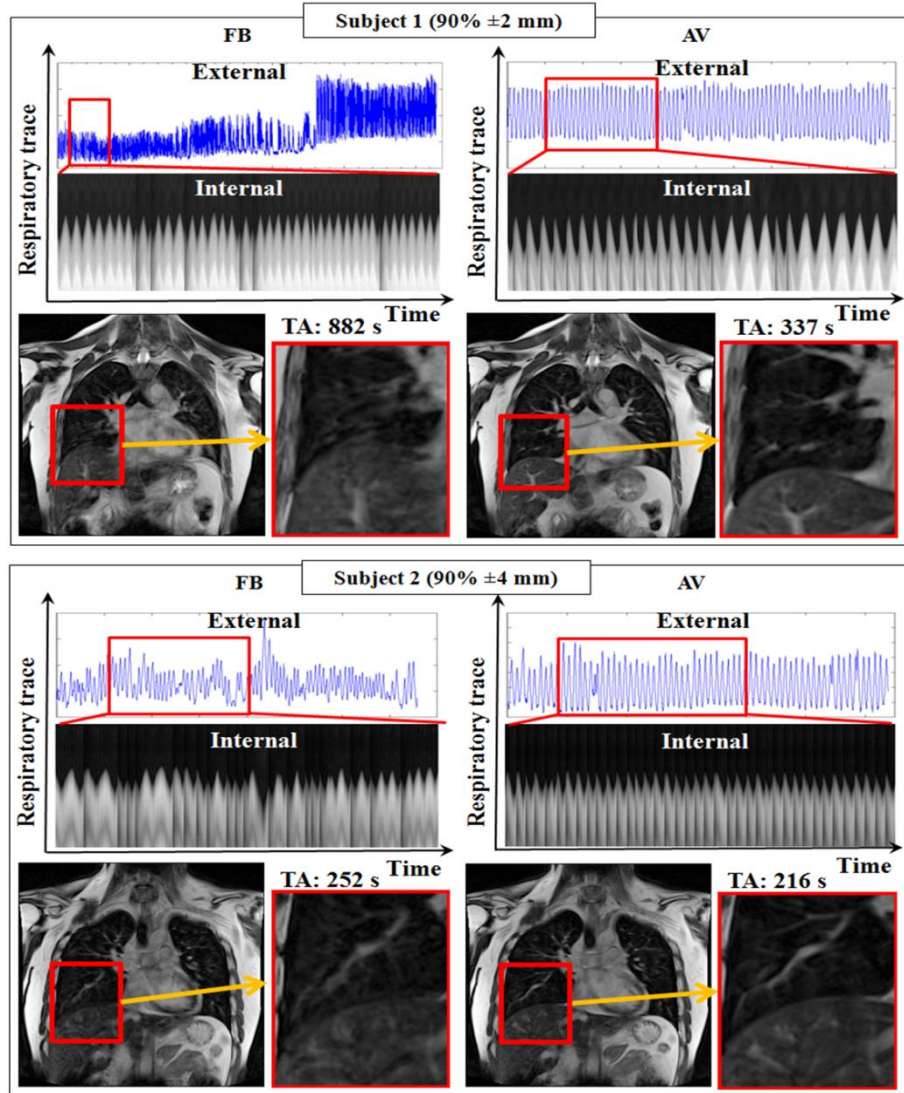 Subject 1 (90% ±2 mm)
FB
AV
External
External
Respiratory trace
Internal
Respiratory trace
Internal
Time
Time
TA: 882 s
TA: 337 s
Subject 2 (90% ±4 mm)
FB
AV
External
External
Respiratory trace
Internal
Respiratory trace
Internal
Time
Time
TA: 252 s
TA: 216 s